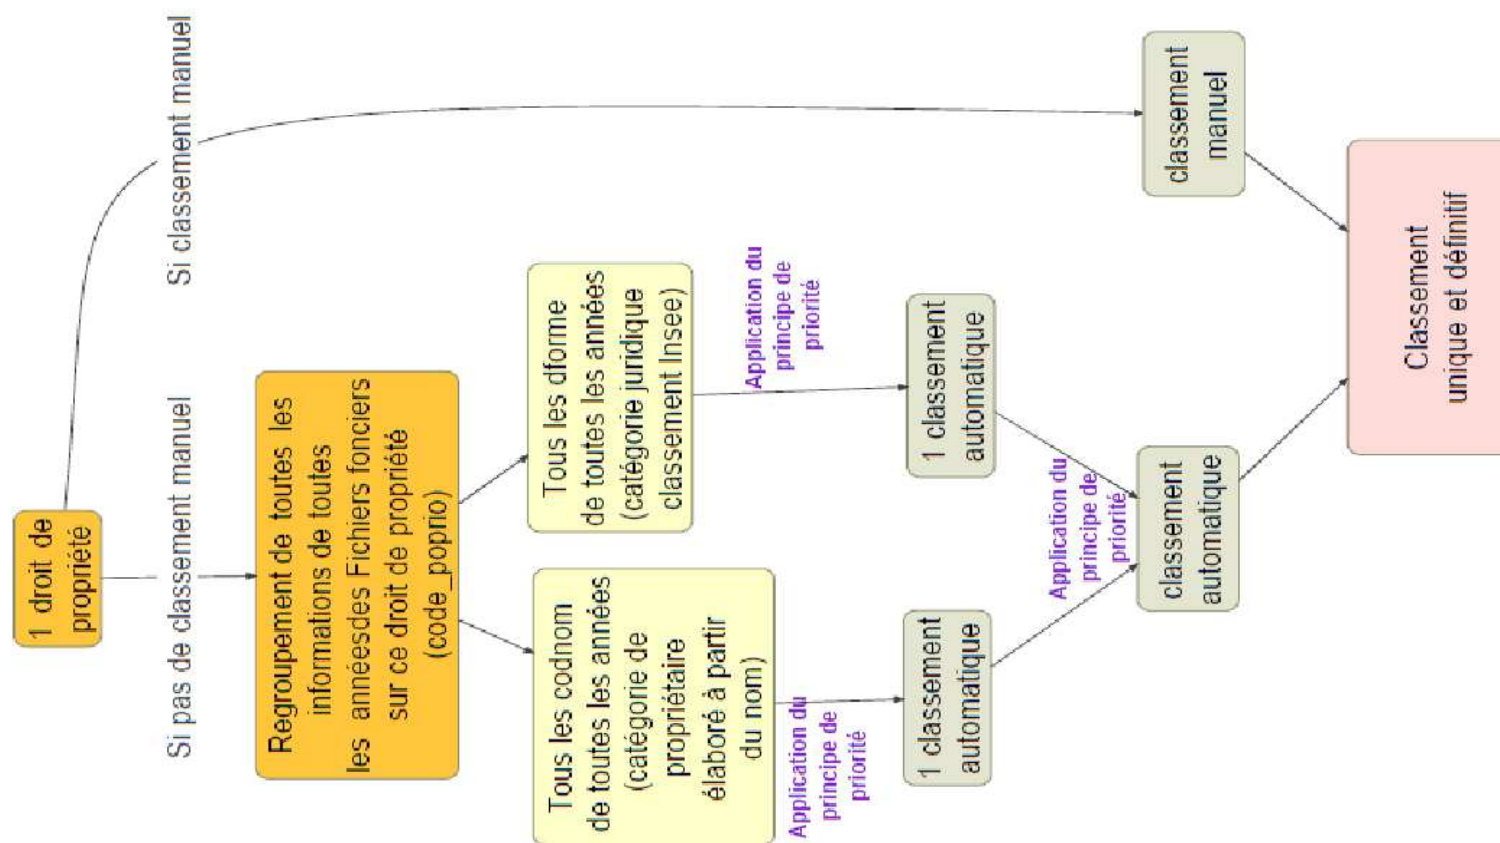 1 droit de
propriété
Si pas de classement manuel
Si classement manuel
Regroupement de toutes les
informations de toutes
les annéesdes Fichiers fonciers
sur ce droit de propriété
(code_poprio)
Tous les codnom
de toutes les années
(catégorie de
propriétaire
élaboré à partir
du nom)
Tous les dforme
de toutes les années
(catégorie juridique
classement Insee)
Application du
principe de
priorité
Application du
principe de
priorité
1 classement
automatique
1 classement
automatique
Application du
principe de
priorité
classement
automatique
classement
manuel
Classement
unique et définitif